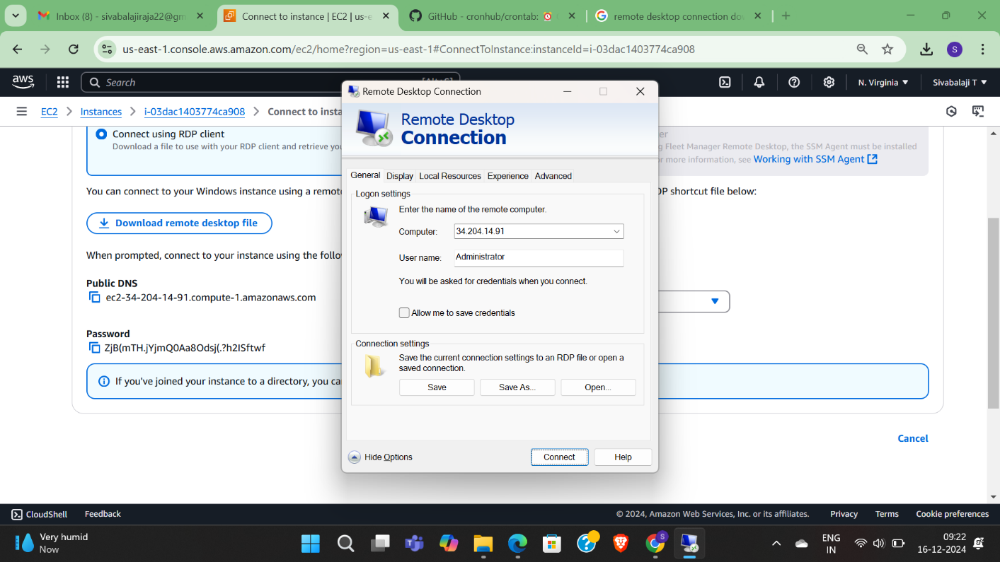 Inbox (8) - sivabalajiraja22@gm
Connect to instance | EC2 | us-e
GitHub - cronhub/crontab: ⏰
remote desktop connection do
us-east-1.console.aws.amazon.com/ec2/home?region=us-east-1#ConnectToInstance:instanceId=i-03dac1403774ca908
S
aws
Search
N. Virginia
Sivabalaji T
EC2
Instances
i-03dac1403774ca908
Connect to insta
Connect using RDP client
Download a file to use with your RDP client and retrieve you
er
g Fleet Manager Remote Desktop, the SSM Agent must be installed
or more information, see Working with SSM Agent
You can connect to your Windows instance using a remot
DP shortcut file below:
Download remote desktop file
When prompted, connect to your instance using the follo
Public DNS
ec2-34-204-14-91.compute-1.amazonaws.com
Password
ZjB(mTH.jYjmQ0Aa8Odsj(.?h2ISftwf
If you've joined your instance to a directory, you ca
Cancel
Remote Desktop Connection
Remote Desktop
Connection
General
Display
Local Resources
Experience
Advanced
Logon settings
Enter the name of the remote computer.
Computer:
34.204.14.91
User name:
Administrator
You will be asked for credentials when you connect.
Allow me to save credentials
Connection settings
Save the current connection settings to an RDP file or open a
saved connection.
Save
Save As...
Open...
Hide Options
Connect
Help
CloudShell
Feedback
© 2024, Amazon Web Services, Inc. or its affiliates.
Privacy
Terms
Cookie preferences
Very humid
Now
S
ENG
IN
09:22
16-12-2024